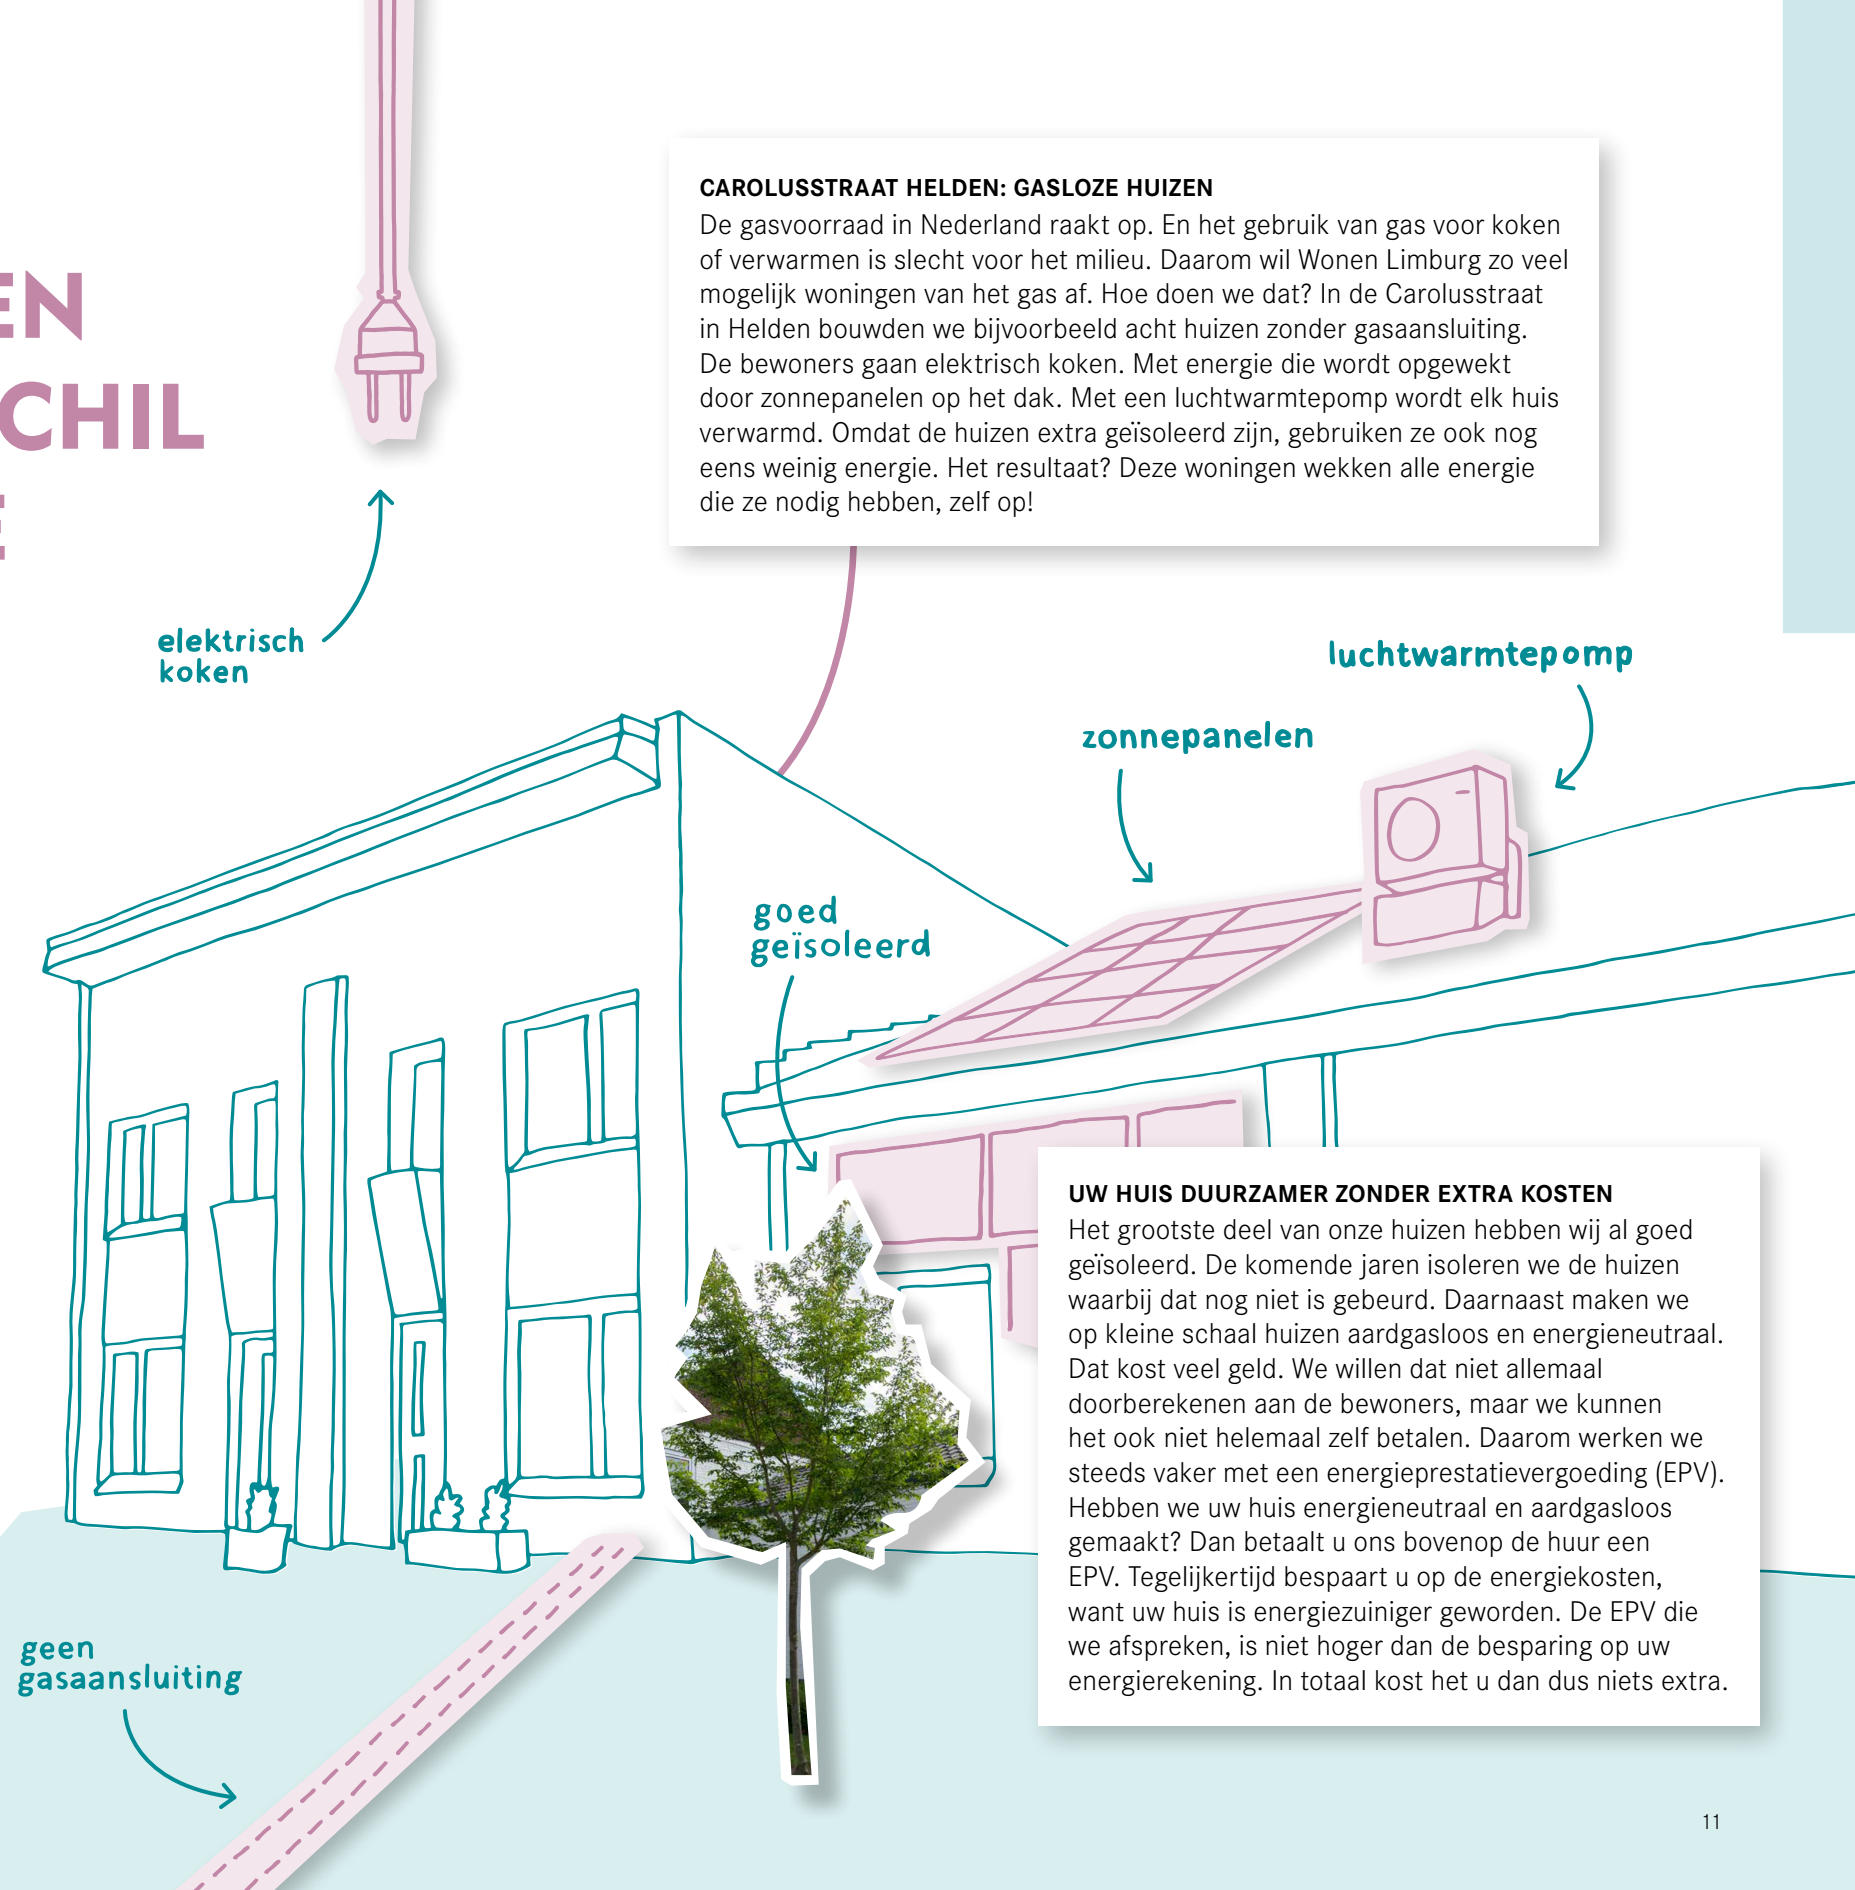 EN
CHIL
E
CAROLUSSTRAAT HELDEN: GASLOZE HUIZEN
De gasvoorraad in Nederland raakt op. En het gebruik van gas voor koken
of verwarmen is slecht voor het milieu. Daarom wil Wonen Limburg zo veel
mogelijk woningen van het gas af. Hoe doen we dat? In de Carolusstraat
in Helden bouwden we bijvoorbeeld acht huizen zonder gasaansluiting.
De bewoners gaan elektrisch koken. Met energie die wordt opgewekt
door zonnepanelen op het dak. Met een luchtwarmtepomp wordt elk huis
verwarmd. Omdat de huizen extra geïsoleerd zijn, gebruiken ze ook nog
eens weinig energie. Het resultaat? Deze woningen wekken alle energie
die ze nodig hebben, zelf op!
elektrisch
koken
luchtwarmtepomp
zonnepanelen
goed
geïsoleerd
UW HUIS DUURZAMER ZONDER EXTRA KOSTEN
Het grootste deel van onze huizen hebben wij al goed
geïsoleerd. De komende jaren isoleren we de huizen
waarbij dat nog niet is gebeurd. Daarnaast maken we
op kleine schaal huizen aardgasloos en energieneutraal.
Dat kost veel geld. We willen dat niet allemaal
doorberekenen aan de bewoners, maar we kunnen
het ook niet helemaal zelf betalen. Daarom werken we
steeds vaker met een energieprestatievergoeding (EPV).
Hebben we uw huis energieneutraal en aardgasloos
gemaakt? Dan betaalt u ons bovenop de huur een
EPV. Tegelijkertijd bespaart u op de energiekosten,
want uw huis is energiezuiniger geworden. De EPV die
we afspreken, is niet hoger dan de besparing op uw
energierekening. In totaal kost het u dan dus niets extra.
geen
gasaansluiting
11